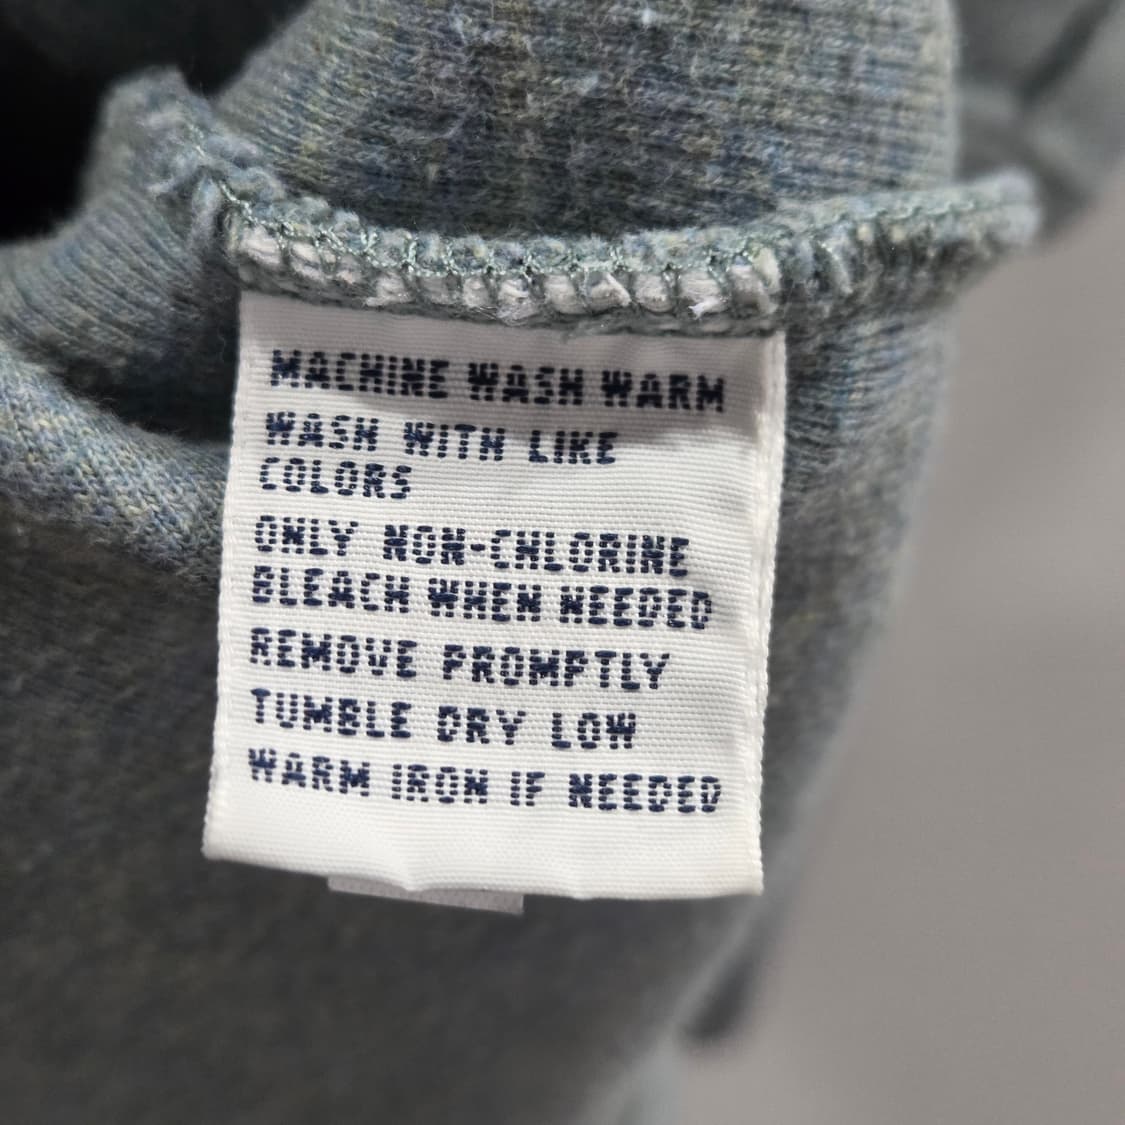 MACHINE WASH WARM
WASH WITH LIKE
COLORS
ONLY NON-CHLORINE
BLEACH WHEN NEEDED
REMOVE PROMPTLY
TUMBLE DRY LOW
WARM IRON IF NEEDED